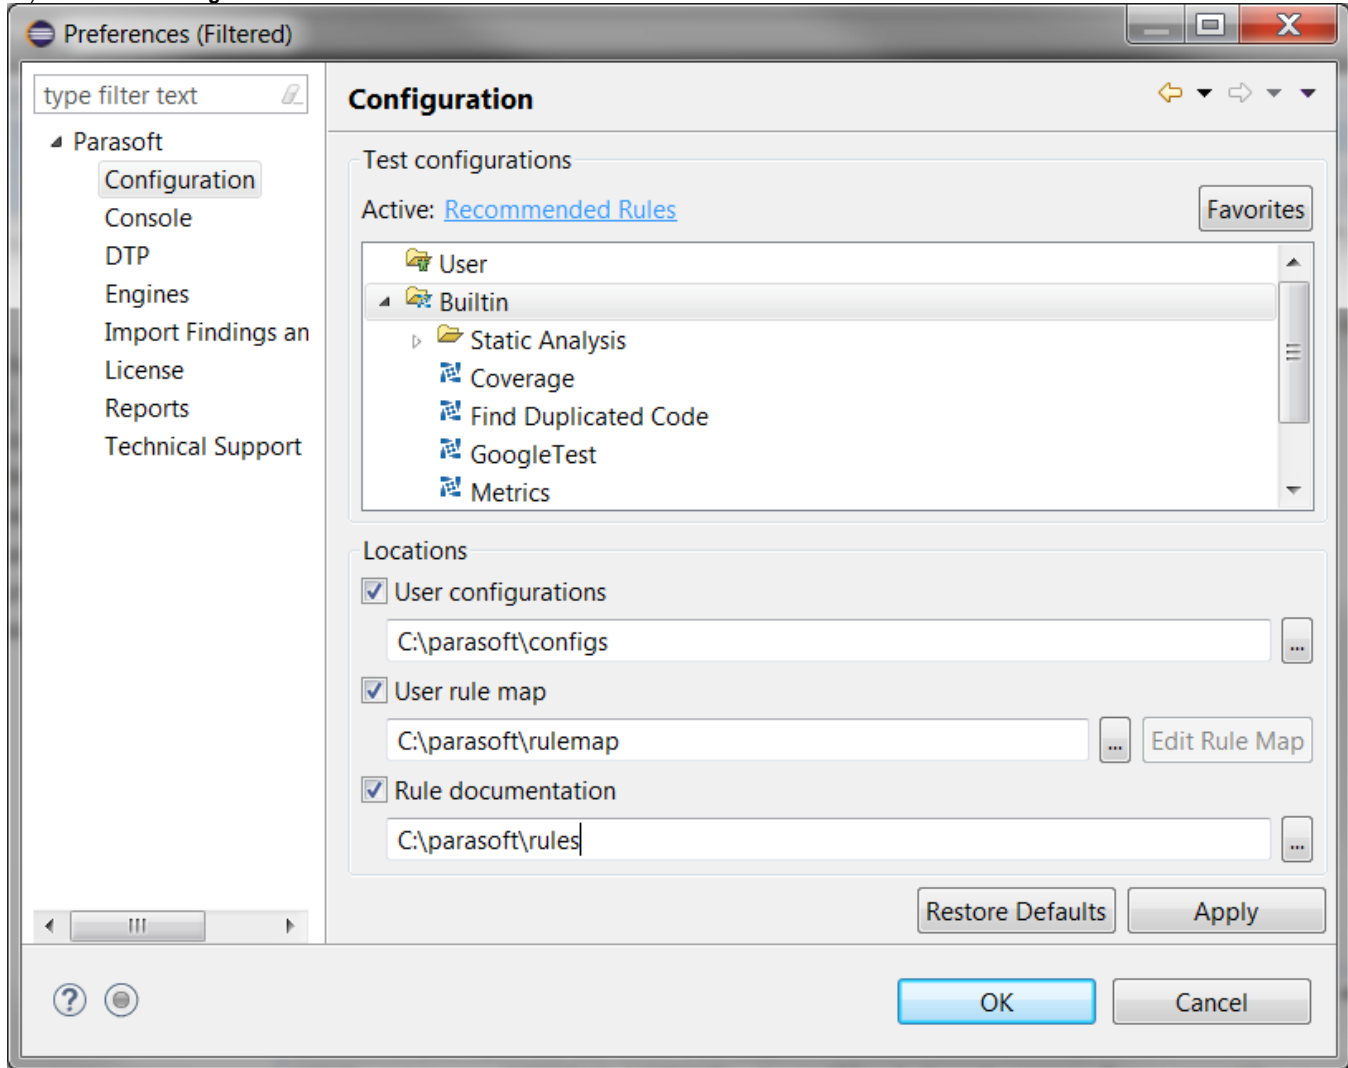 Preferences (Filtered)
type filter text
Parasoft
Configuration
Console
DTP
Engines
Import Findings an
License
Reports
Technical Support
Configuration
Test configurations
Active: Recommended Rules
Favorites
User
Builtin
Static Analysis
Coverage
Find Duplicated Code
GoogleTest
Metrics
Locations
User configurations
C:\parasoft\configs
...
User rule map
C:\parasoft\rulemap
...
Edit Rule Map
Rule documentation
C:\parasoft\rules
...
Restore Defaults
Apply
?
OK
Cancel